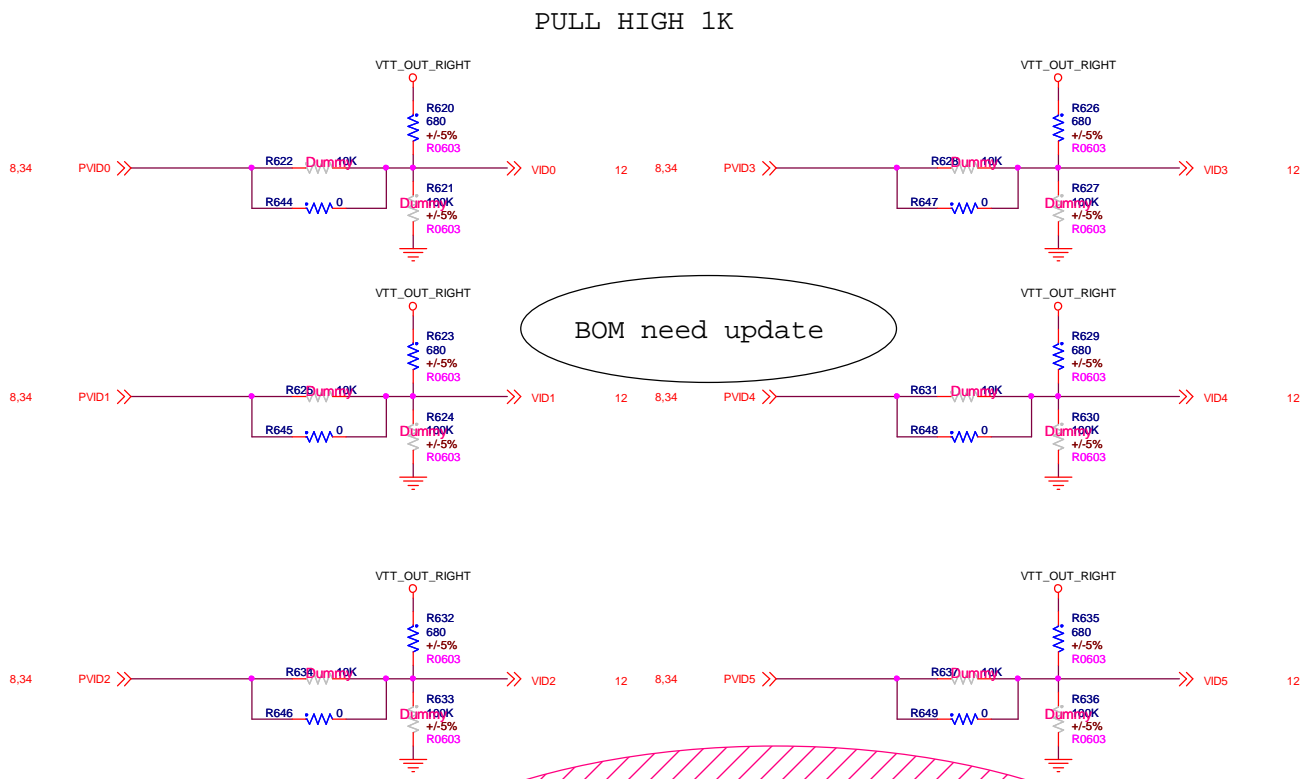 PULL HIGH 1K
VTT_OUT_RIGHT
R620
680
+/-5%
R0603
8,34 PVID0 R622 Dummy 10K VID0 12
R644 0
R621
Dummy 100K
+/-5%
R0603
VTT_OUT_RIGHT
R626
680
+/-5%
R0603
8,34 PVID3 R628 Dummy 10K VID3 12
R647 0
R627
Dummy 100K
+/-5%
R0603
BOM need update
VTT_OUT_RIGHT
R623
680
+/-5%
R0603
8,34 PVID1 R625 Dummy 10K VID1 12
R645 0
R624
Dummy 100K
+/-5%
R0603
VTT_OUT_RIGHT
R629
680
+/-5%
R0603
8,34 PVID4 R631 Dummy 10K VID4 12
R648 0
R630
Dummy 100K
+/-5%
R0603
VTT_OUT_RIGHT
R632
680
+/-5%
R0603
8,34 PVID2 R634 Dummy 10K VID2 12
R646 0
R633
Dummy 100K
+/-5%
R0603
VTT_OUT_RIGHT
R635
680
+/-5%
R0603
8,34 PVID5 R637 Dummy 10K VID5 12
R649 0
R636
Dummy 100K
+/-5%
R0603